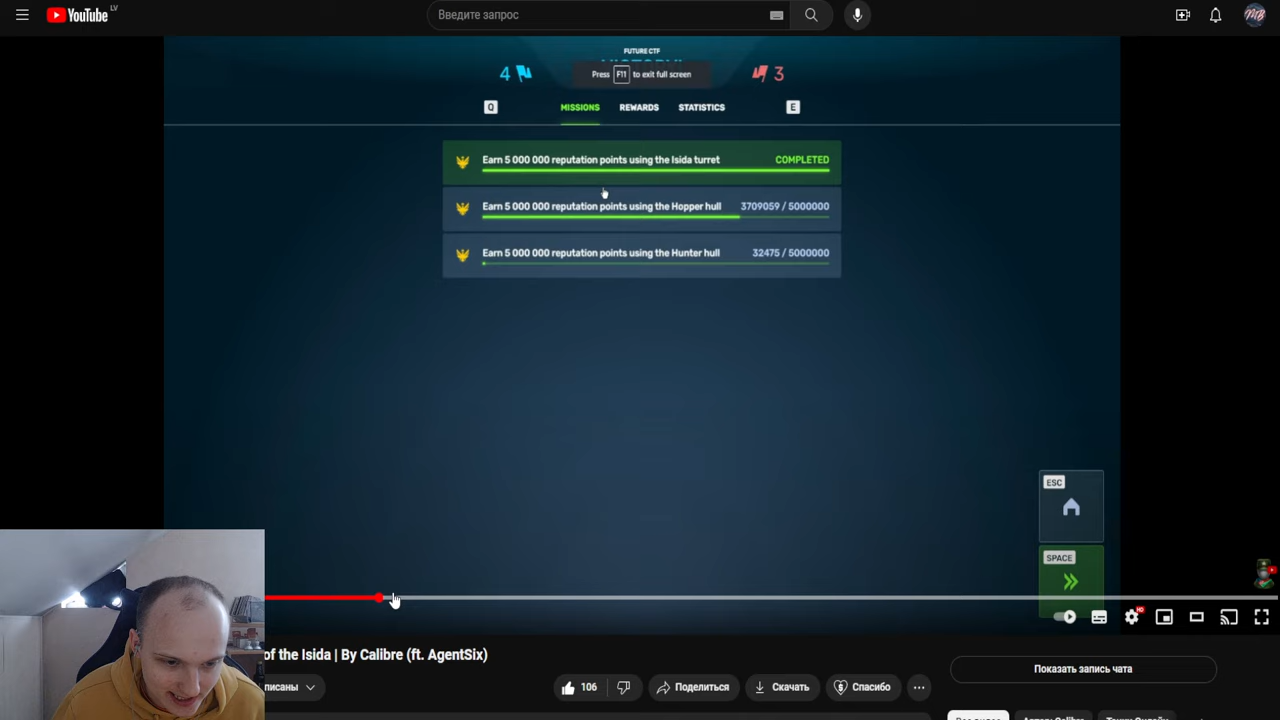 YouTube LV
Введите запрос
FUTURE CTF
4
Press F11 to exit full screen
3
Q
MISSIONS
REWARDS
STATISTICS
E
Earn 5 000 000 reputation points using the Isida turret COMPLETED
Earn 5 000 000 reputation points using the Hopper hull 3709059 / 5000000
Earn 5 000 000 reputation points using the Hunter hull 32475 / 5000000
ESC
SPACE
HD
of the Isida | By Calibre (ft. AgentSix)
Показать запись чата
писаны
106
Поделиться
Скачать
Спасибо